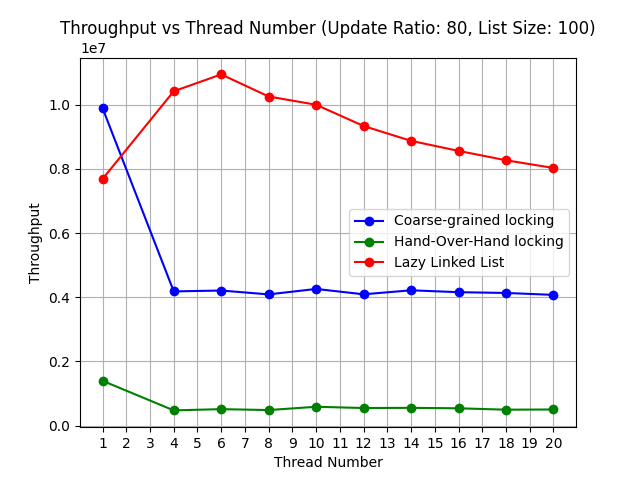 Throughput vs Thread Number (Update Ratio: 80, List Size: 100)
1e7
1.0
0.8
0.6
0.4
0.2
0.0
Throughput
Coarse-grained locking
Hand-Over-Hand locking
Lazy Linked List
1 2 3 4 5 6 7 8 9 10 11 12 13 14 15 16 17 18 19 20
Thread Number